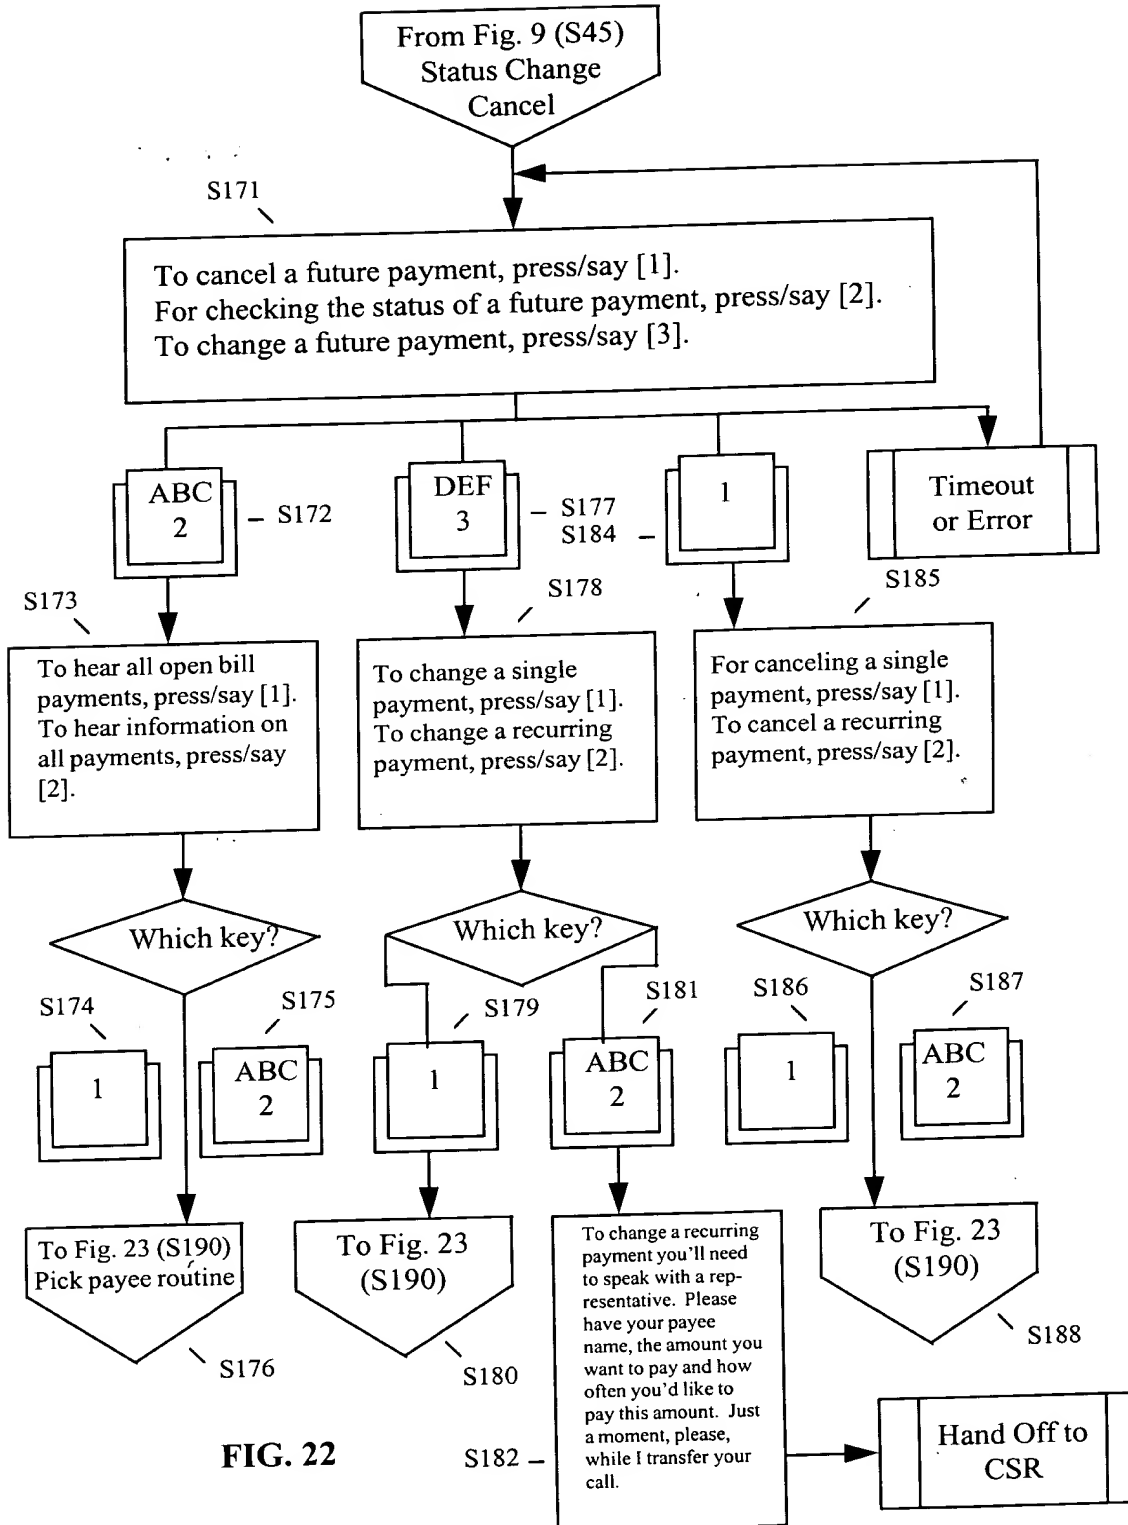 From Fig. 9 (S45)
Status Change
Cancel
S171
To cancel a future payment, press/say [1].
For checking the status of a future payment, press/say [2].
To change a future payment, press/say [3].
ABC
2
S172
DEF
3
S177
S184
1
Timeout
or Error
S173
To hear all open bill
payments, press/say [1].
To hear information on
all payments, press/say
[2].
S178
To change a single
payment, press/say [1].
To change a recurring
payment, press/say [2].
S185
For canceling a single
payment, press/say [1].
To cancel a recurring
payment, press/say [2].
Which key?
Which key?
Which key?
S174
1
S175
ABC
2
S179
1
S181
ABC
2
S186
1
S187
ABC
2
To Fig. 23 (S190)
Pick payee routine
S176
To Fig. 23
(S190)
S180
To change a recurring
payment you'll need
to speak with a rep-
resentative. Please
have your payee
name, the amount you
want to pay and how
often you'd like to
pay this amount. Just
a moment, please,
while I transfer your
call.
S182
To Fig. 23
(S190)
S188
Hand Off to
CSR
FIG. 22